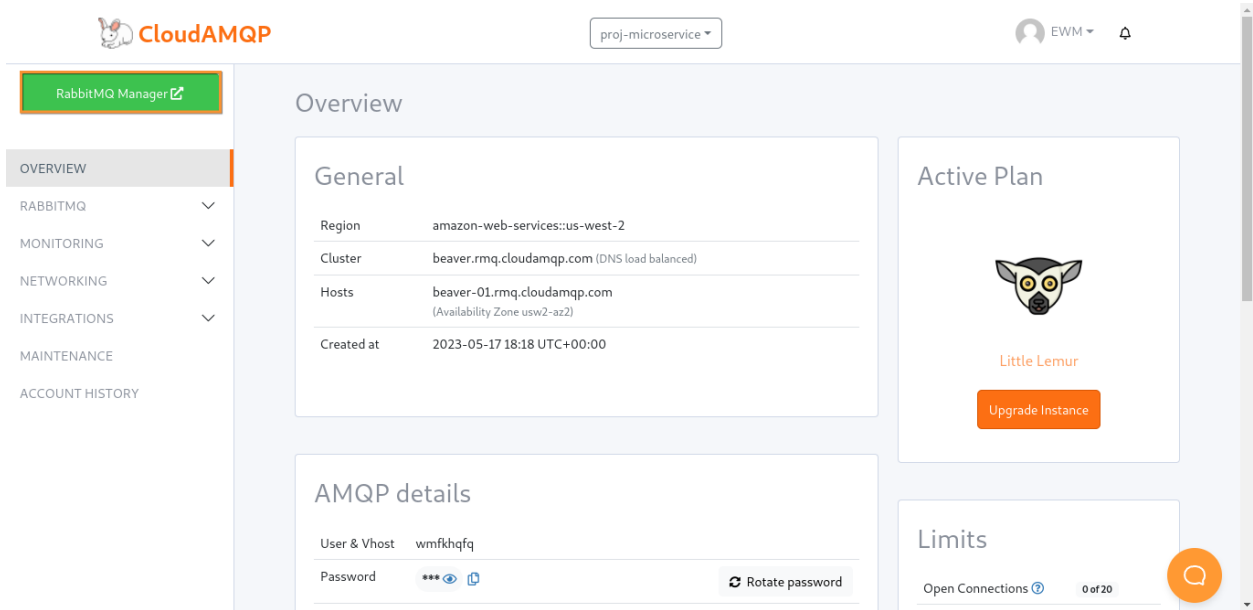 CloudAMQP
proj-microservice
EWM
RabbitMQ Manager
OVERVIEW
RABBITMQ
MONITORING
NETWORKING
INTEGRATIONS
MAINTENANCE
ACCOUNT HISTORY
Overview
General
Region amazon-web-services::us-west-2
Cluster beaver.rmq.cloudamqp.com (DNS load balanced)
Hosts beaver-01.rmq.cloudamqp.com
(Availability Zone usw2-az2)
Created at 2023-05-17 18:18 UTC+00:00
Active Plan
Little Lemur
Upgrade Instance
AMQP details
User & Vhost wmfkhqfq
Password ***
Rotate password
Limits
Open Connections ? 0 of 20